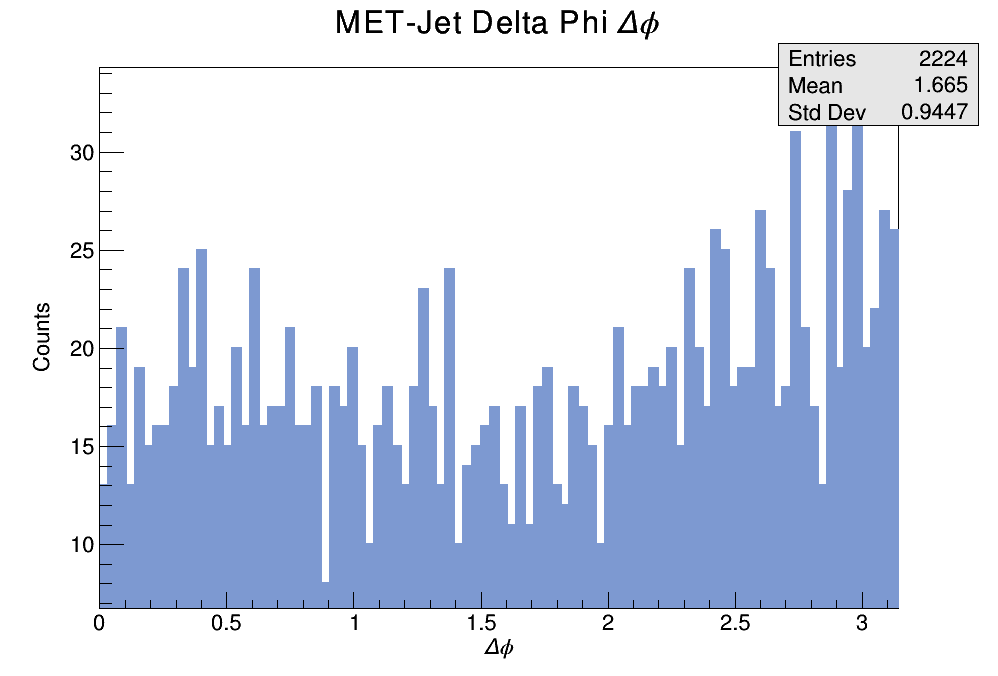 MET-Jet Delta Phi Δϕ
Entries 2224
Mean 1.665
Std Dev 0.9447
30
25
20
15
10
Counts
0 0.5 1 1.5 2 2.5 3
Δϕ